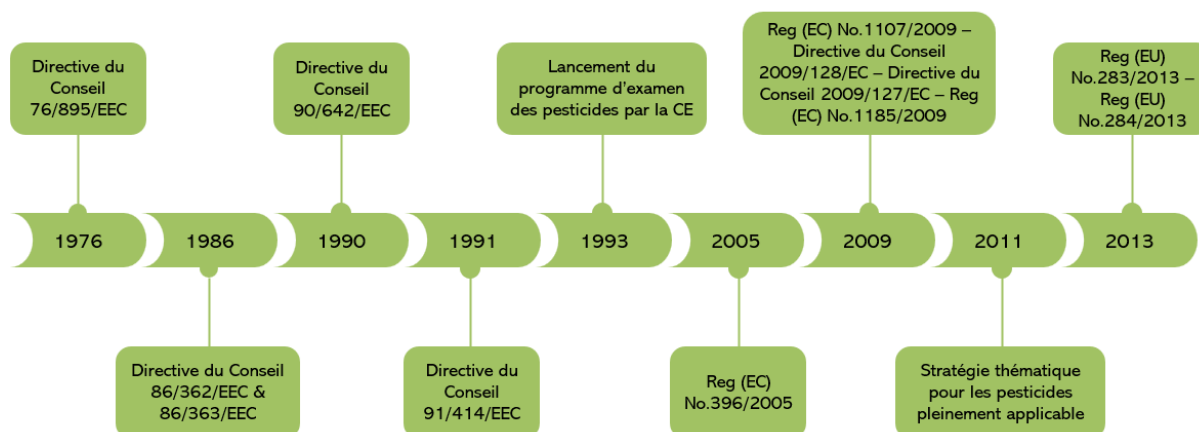 Directive du
Conseil
76/895/EEC
Directive du
Conseil
90/642/EEC
Lancement du
programme d'examen
des pesticides par la CE
Reg (EC) No.1107/2009 –
Directive du Conseil
2009/128/EC – Directive du
Conseil 2009/127/EC – Reg
(EC) No.1185/2009
Reg (EU)
No.283/2013 –
Reg (EU)
No.284/2013
1976
1986
1990
1991
1993
2005
2009
2011
2013
Directive du Conseil
86/362/EEC &
86/363/EEC
Directive du
Conseil
91/414/EEC
Reg (EC)
No.396/2005
Stratégie thématique
pour les pesticides
pleinement applicable